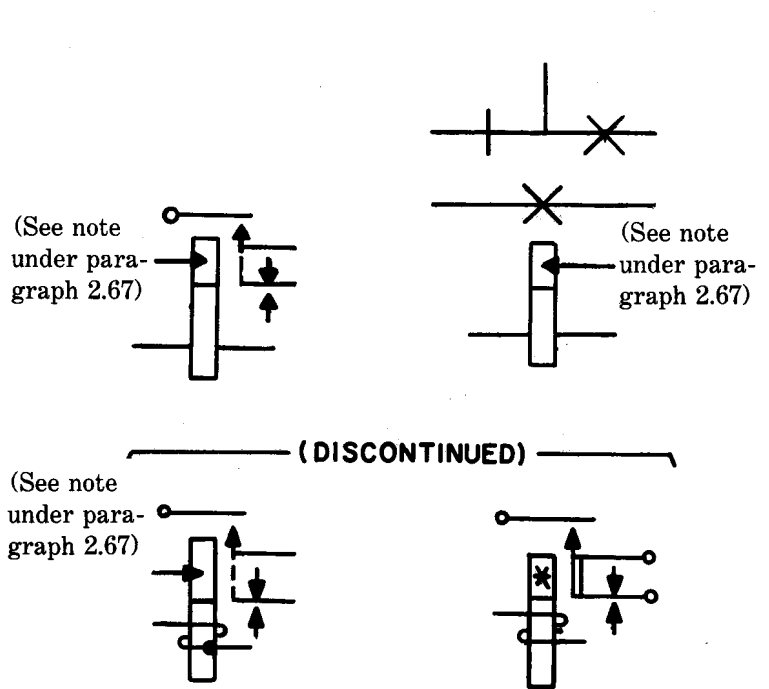 (See note
under para-
graph 2.67)
(See note
under para-
graph 2.67)
(DISCONTINUED)
(See note
under para-
graph 2.67)